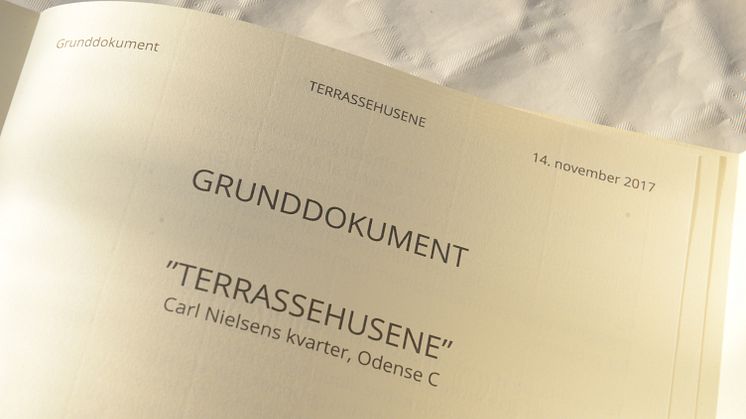 Grunddokument
TERRASSEHUSENE
14. november 2017
GRUNDDOKUMENT
”TERRASSEHUSENE”
Carl Nielsens kvarter, Odense C